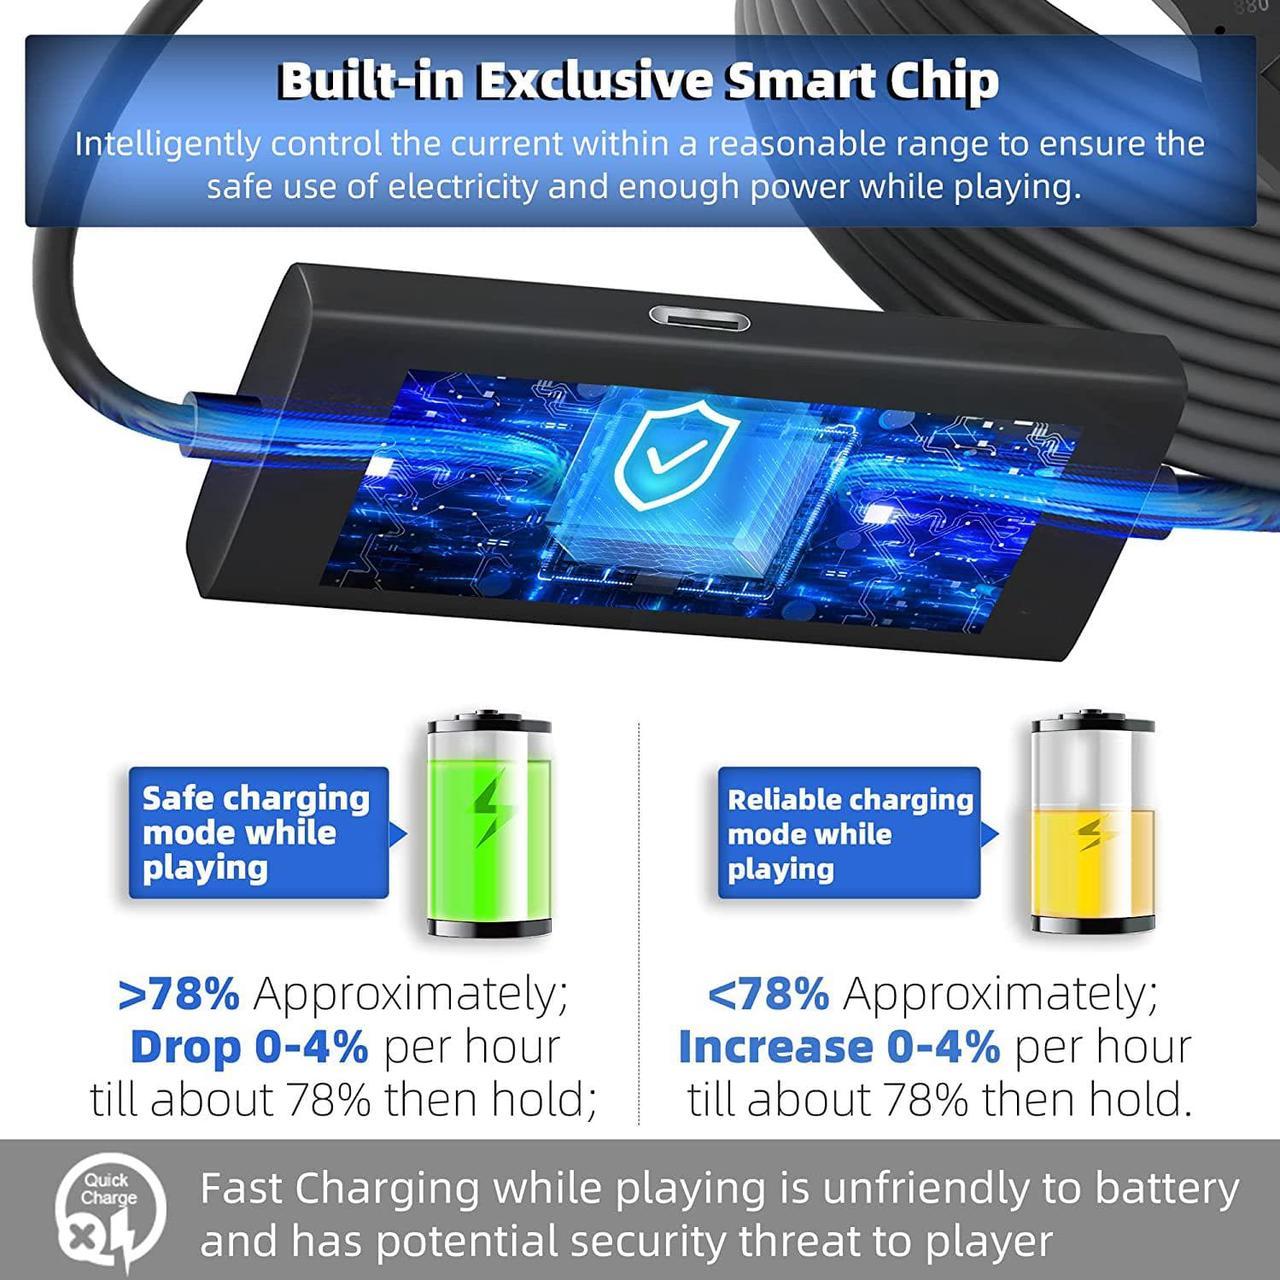 880
Built-in Exclusive Smart Chip
Intelligently control the current within a reasonable range to ensure the
safe use of electricity and enough power while playing.
Safe charging
mode while
playing
Reliable charging
mode while
playing
>78% Approximately;
Drop 0-4% per hour
till about 78% then hold;
<78% Approximately;
Increase 0-4% per hour
till about 78% then hold.
Quick
Charge
Fast Charging while playing is unfriendly to battery
and has potential security threat to player